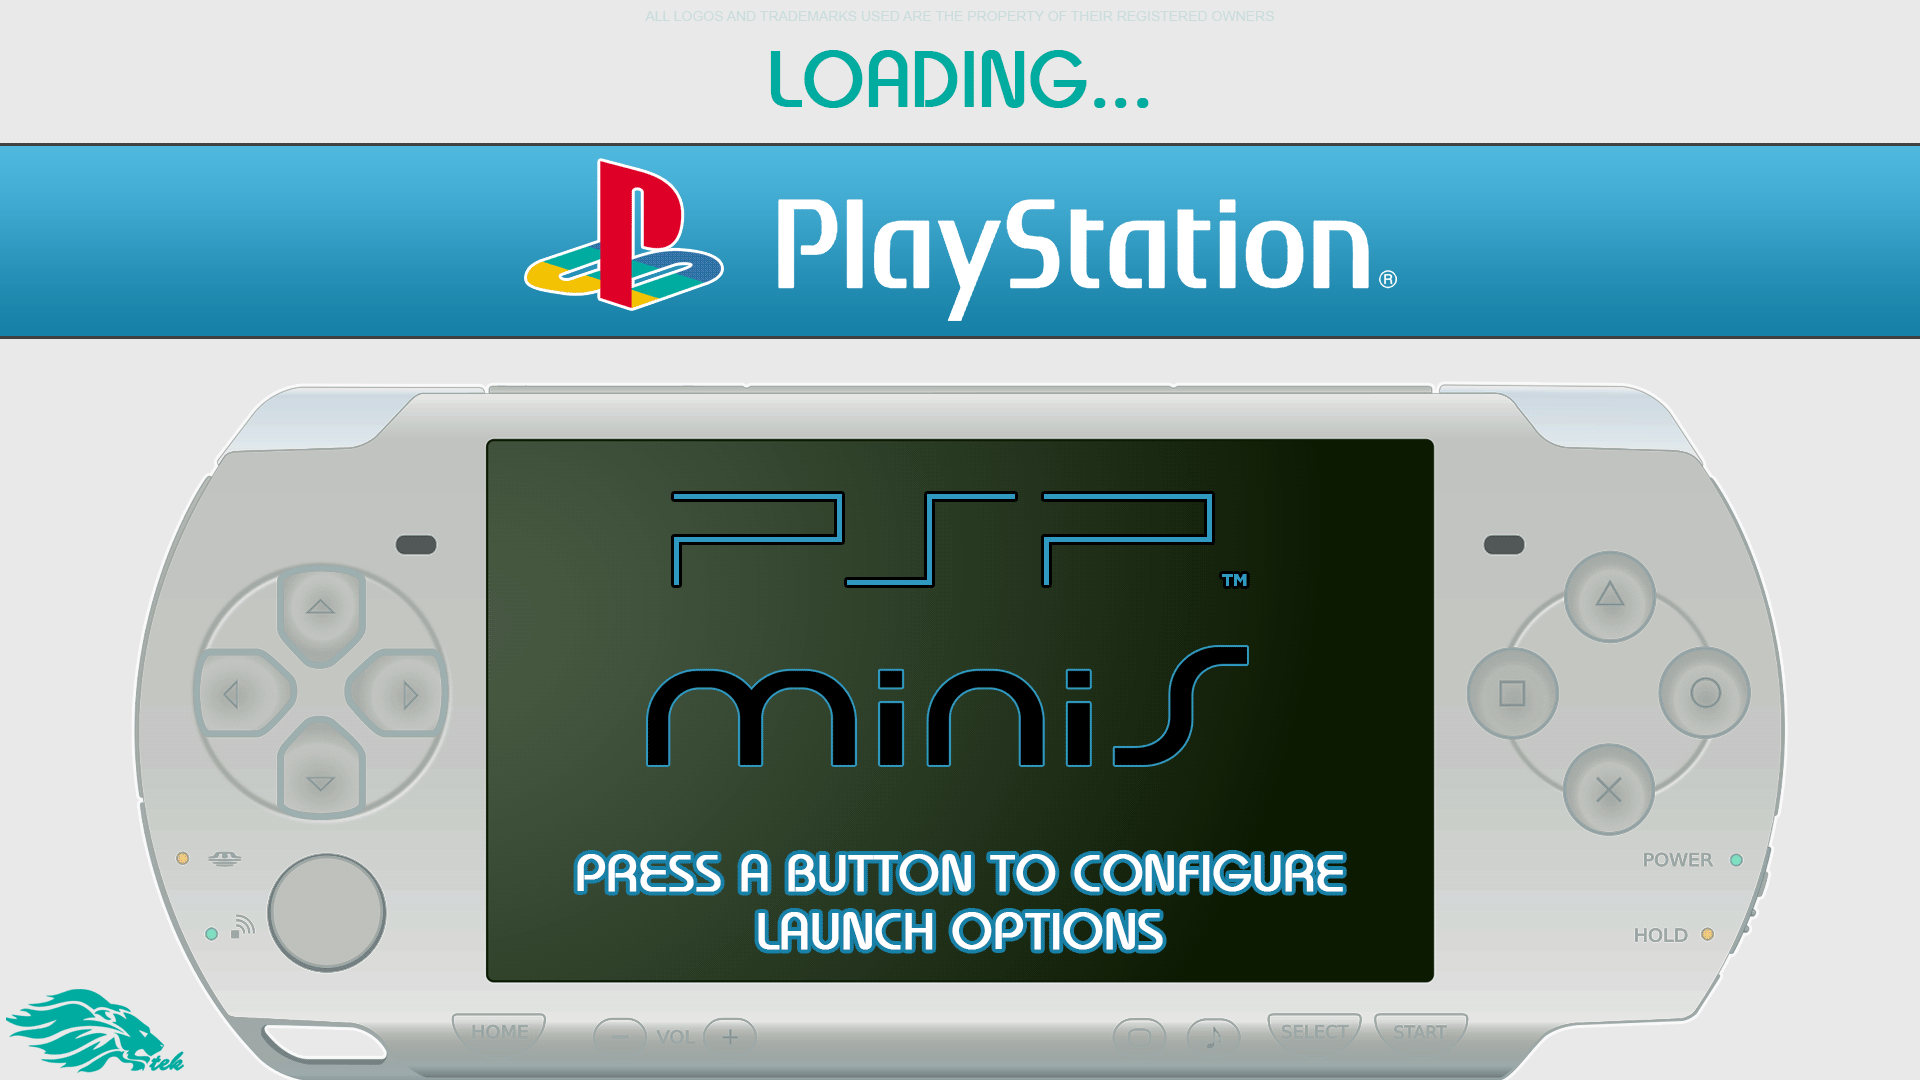 ALL LOGOS AND TRADEMARKS USED ARE THE PROPERTY OF THEIR REGISTERED OWNERS
LOADING...
PlayStation®
PSP™
minis
PRESS A BUTTON TO CONFIGURE
LAUNCH OPTIONS
POWER
HOLD
HOME
VOL
SELECT
START
tek